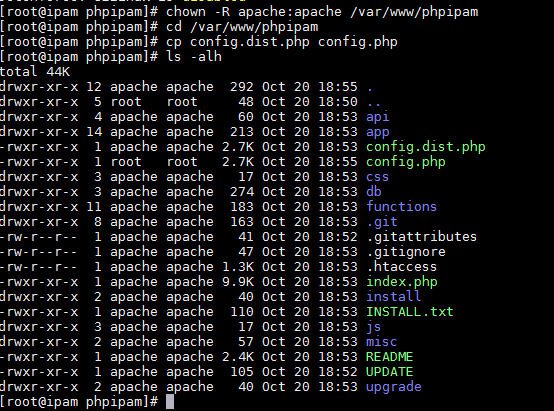 [root@ipam phpipam]# chown -R apache:apache /var/www/phpipam
[root@ipam phpipam]# cd /var/www/phpipam
[root@ipam phpipam]# cp config.dist.php config.php
[root@ipam phpipam]# ls -alh
total 44K
drwxr-xr-x 12 apache apache  292 Oct 20 18:55 .
drwxr-xr-x  5 root   root     48 Oct 20 18:50 ..
drwxr-xr-x  4 apache apache   60 Oct 20 18:53 api
drwxr-xr-x 14 apache apache  213 Oct 20 18:53 app
-rwxr-xr-x  1 apache apache 2.7K Oct 20 18:53 config.dist.php
-rwxr-xr-x  1 root   root   2.7K Oct 20 18:55 config.php
drwxr-xr-x  3 apache apache   17 Oct 20 18:53 css
drwxr-xr-x  3 apache apache  274 Oct 20 18:53 db
drwxr-xr-x 11 apache apache  183 Oct 20 18:53 functions
drwxr-xr-x  8 apache apache  163 Oct 20 18:53 .git
-rw-r--r--  1 apache apache   41 Oct 20 18:52 .gitattributes
-rw-r--r--  1 apache apache   47 Oct 20 18:53 .gitignore
-rw-r--r--  1 apache apache 1.3K Oct 20 18:53 .htaccess
-rwxr-xr-x  1 apache apache 9.9K Oct 20 18:53 index.php
drwxr-xr-x  2 apache apache   40 Oct 20 18:53 install
-rwxr-xr-x  1 apache apache  110 Oct 20 18:53 INSTALL.txt
drwxr-xr-x  3 apache apache   17 Oct 20 18:53 js
drwxr-xr-x  2 apache apache   57 Oct 20 18:53 misc
-rwxr-xr-x  1 apache apache 2.4K Oct 20 18:53 README
-rwxr-xr-x  1 apache apache  105 Oct 20 18:52 UPDATE
drwxr-xr-x  2 apache apache   40 Oct 20 18:53 upgrade
[root@ipam phpipam]#